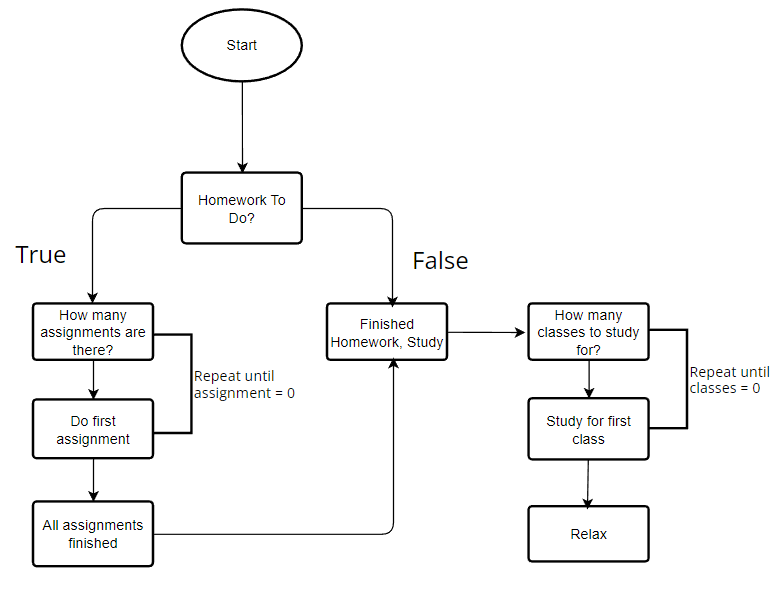 Start
Homework To
Do?
True
False
How many
assignments are
there?
Repeat until
assignment = 0
Do first
assignment
All assignments
finished
Finished
Homework, Study
How many
classes to study
for?
Repeat until
classes = 0
Study for first
class
Relax